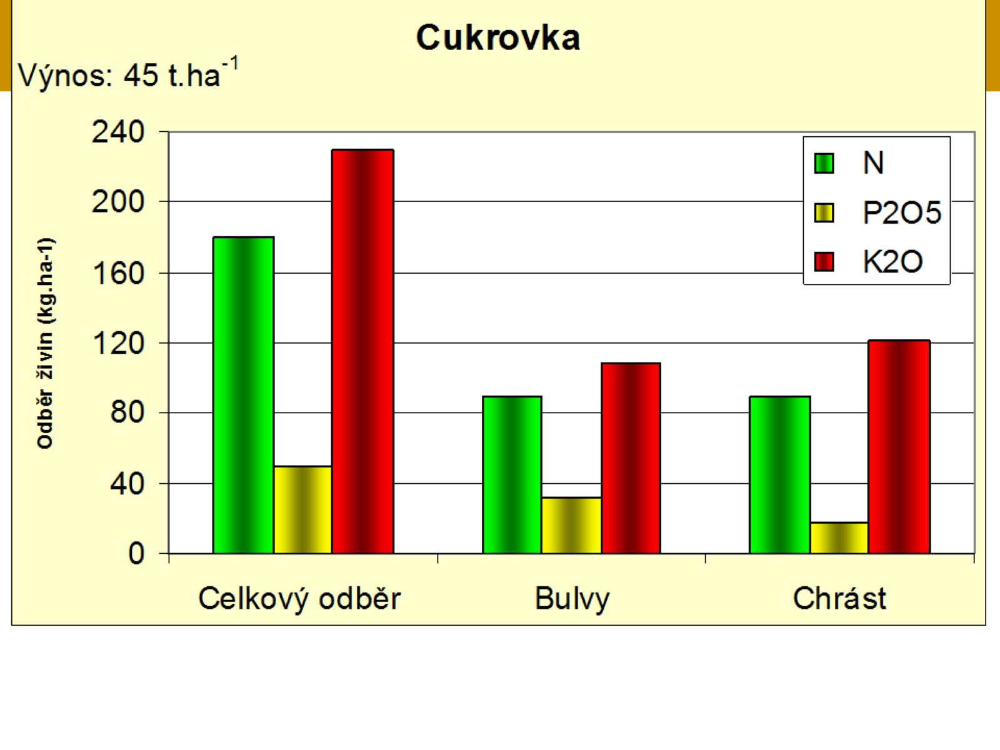 Cukrovka
Výnos: 45 t.ha-1
240
200
160
120
80
40
0
Odběr živin (kg.ha-1)
N
P2O5
K2O
Celkový odběr
Bulvy
Chrást